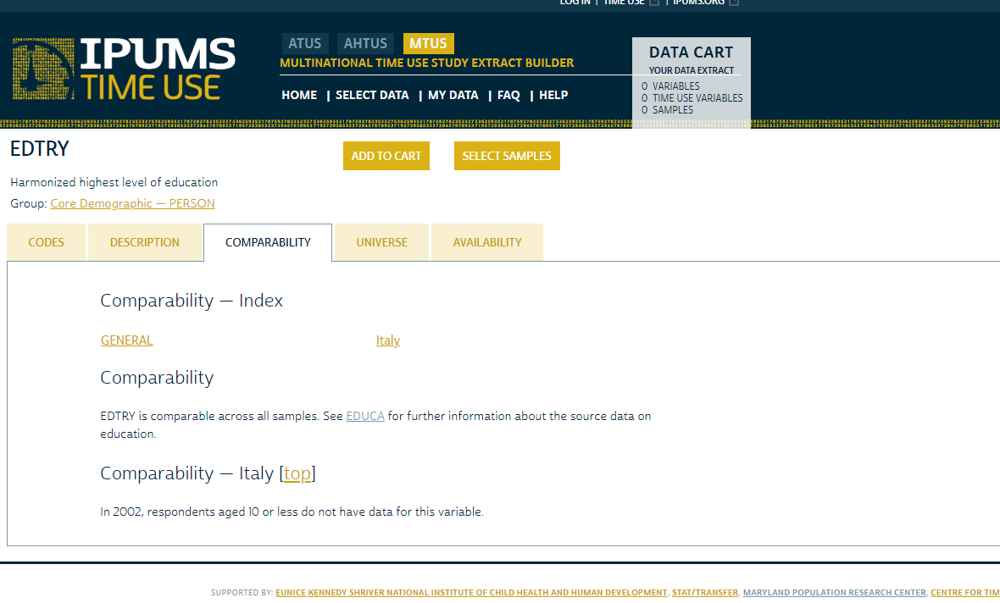 LOG IN | TIME USE | IPUMS.ORG
IPUMS
TIME USE
ATUS AHTUS MTUS
MULTINATIONAL TIME USE STUDY EXTRACT BUILDER
HOME | SELECT DATA | MY DATA | FAQ | HELP
DATA CART
YOUR DATA EXTRACT
0 VARIABLES
0 TIME USE VARIABLES
0 SAMPLES
EDTRY
ADD TO CART SELECT SAMPLES
Harmonized highest level of education
Group: Core Demographic — PERSON
CODES DESCRIPTION COMPARABILITY UNIVERSE AVAILABILITY
Comparability — Index
GENERAL Italy
Comparability
EDTRY is comparable across all samples. See EDUCA for further information about the source data on
education.
Comparability — Italy [top]
In 2002, respondents aged 10 or less do not have data for this variable.
SUPPORTED BY: EUNICE KENNEDY SHRIVER NATIONAL INSTITUTE OF CHILD HEALTH AND HUMAN DEVELOPMENT, STAT/TRANSFER, MARYLAND POPULATION RESEARCH CENTER, CENTRE FOR TIM